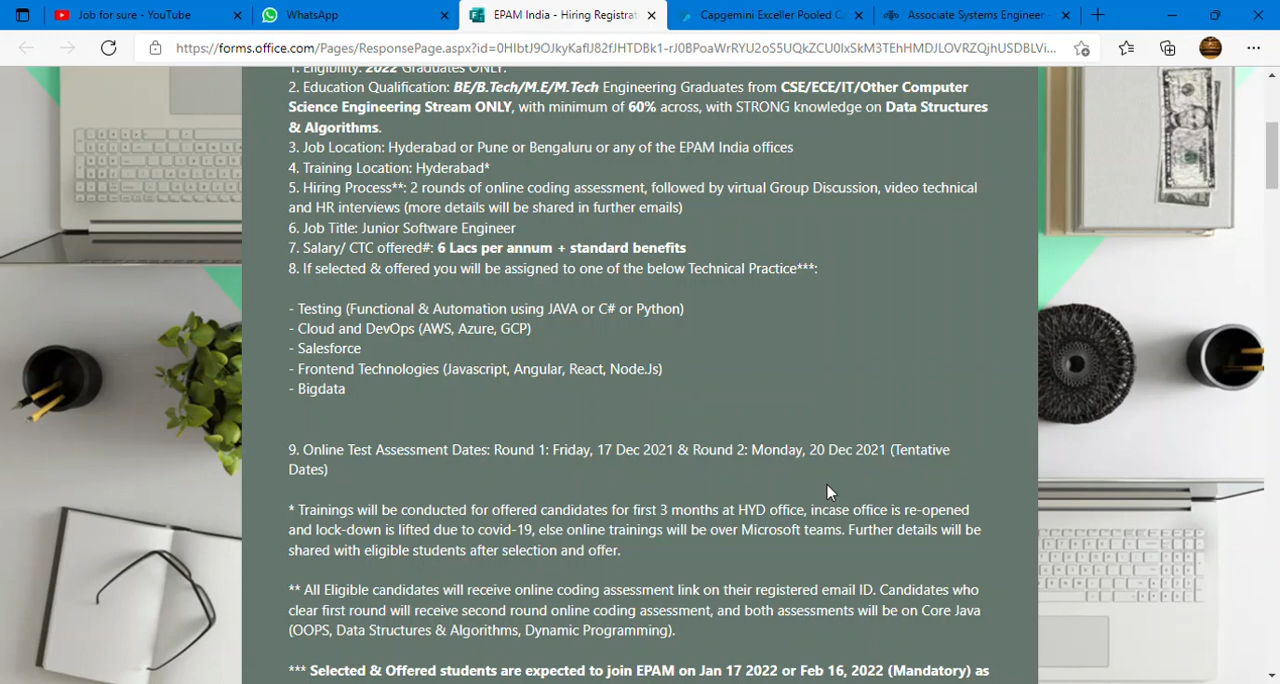 Job for sure - YouTube
WhatsApp
EPAM India - Hiring Registrat
Capgemini Exceller Pooled C
Associate Systems Engineer -
https://forms.office.com/Pages/ResponsePage.aspx?id=0HIbtJ9OJkyKaflJ82fJHTDBk1-rJ0BPoaWrRYU2oS5UQkZCU0IxSkM3TEhHMDJLOVRZQjhUSDBLVi...
1. Eligibility: 2022 Graduates ONLY.
2. Education Qualification: BE/B.Tech/M.E/M.Tech Engineering Graduates from CSE/ECE/IT/Other Computer
Science Engineering Stream ONLY, with minimum of 60% across, with STRONG knowledge on Data Structures
& Algorithms.
3. Job Location: Hyderabad or Pune or Bengaluru or any of the EPAM India offices
4. Training Location: Hyderabad*
5. Hiring Process**: 2 rounds of online coding assessment, followed by virtual Group Discussion, video technical
and HR interviews (more details will be shared in further emails)
6. Job Title: Junior Software Engineer
7. Salary/ CTC offered#: 6 Lacs per annum + standard benefits
8. If selected & offered you will be assigned to one of the below Technical Practice***:
- Testing (Functional & Automation using JAVA or C# or Python)
- Cloud and DevOps (AWS, Azure, GCP)
- Salesforce
- Frontend Technologies (Javascript, Angular, React, Node.Js)
- Bigdata
9. Online Test Assessment Dates: Round 1: Friday, 17 Dec 2021 & Round 2: Monday, 20 Dec 2021 (Tentative
Dates)
* Trainings will be conducted for offered candidates for first 3 months at HYD office, incase office is re-opened
and lock-down is lifted due to covid-19, else online trainings will be over Microsoft teams. Further details will be
shared with eligible students after selection and offer.
** All Eligible candidates will receive online coding assessment link on their registered email ID. Candidates who
clear first round will receive second round online coding assessment, and both assessments will be on Core Java
(OOPS, Data Structures & Algorithms, Dynamic Programming).
*** Selected & Offered students are expected to join EPAM on Jan 17 2022 or Feb 16, 2022 (Mandatory) as